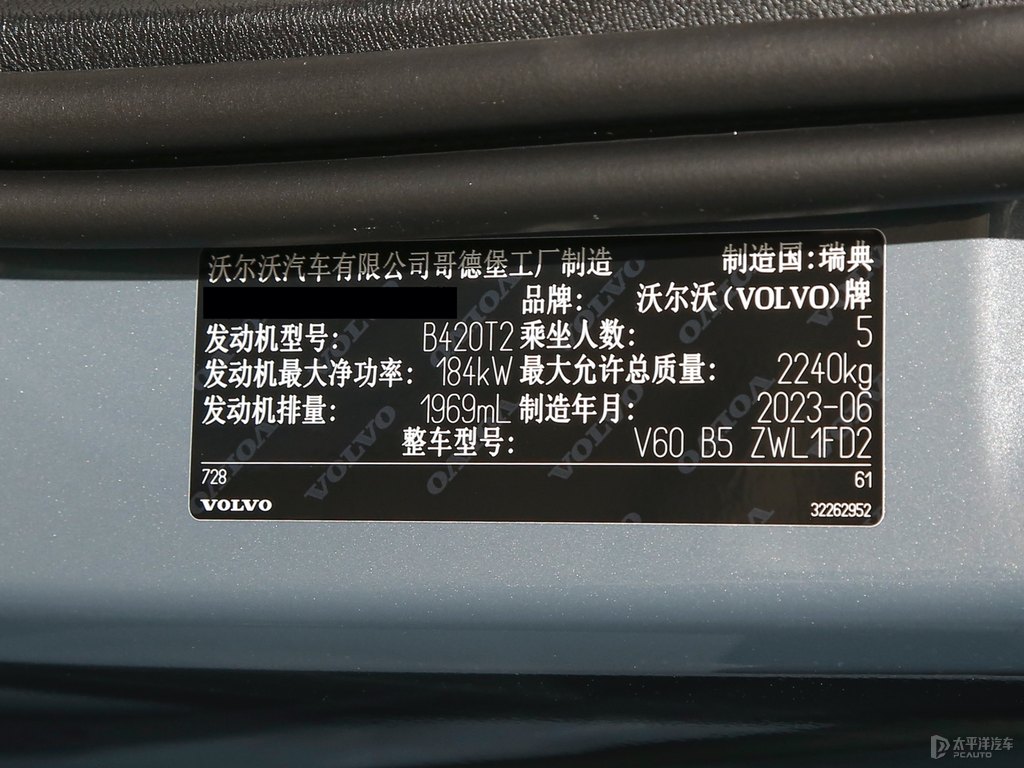 沃尔沃汽车有限公司哥德堡工厂制造 制造国:瑞典
品牌: 沃尔沃(VOLVO)牌
发动机型号: B420T2 乘坐人数: 5
发动机最大净功率: 184kW 最大允许总质量: 2240kg
发动机排量: 1969mL 制造年月: 2023-06
整车型号: V60 B5 ZWL1FD2
728 61
VOLVO 32262952
太平洋汽车
PCAUTO